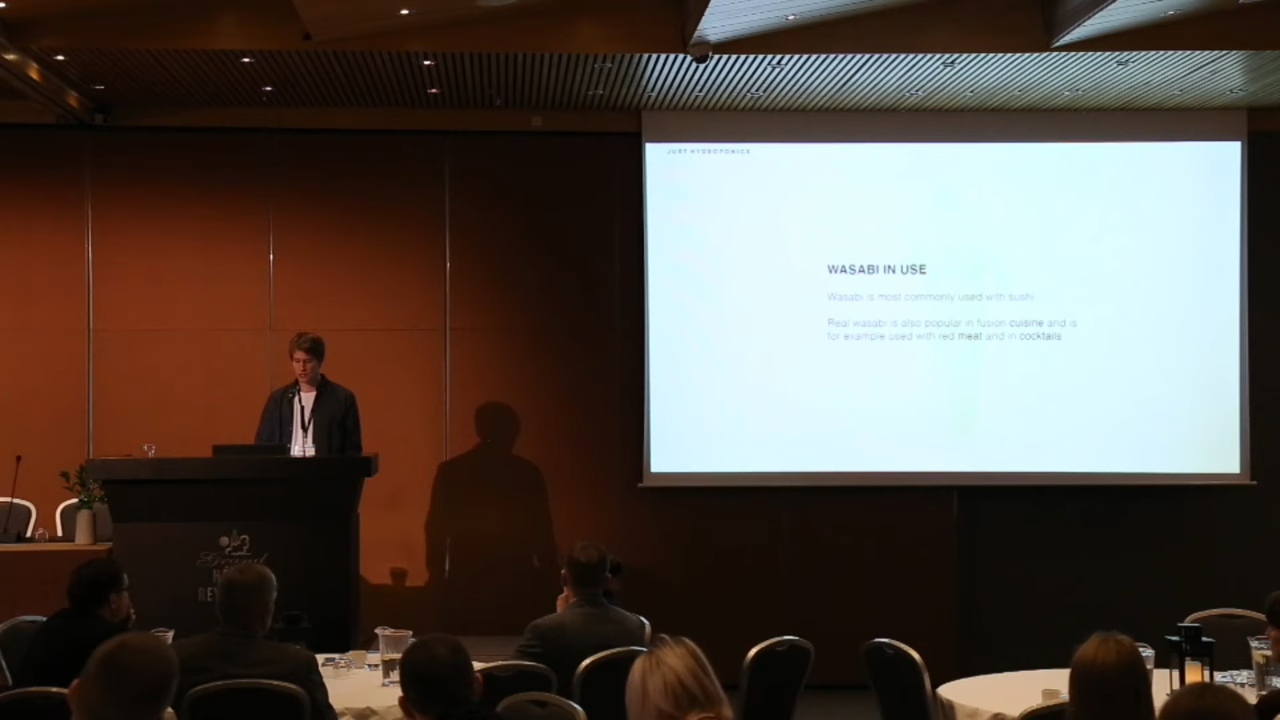 JUST HYDROPONICS
WASABI IN USE
Wasabi is most commonly used with sushi
Real wasabi is also popular in fusion cuisine and is
for example used with red meat and in cocktails
Grand